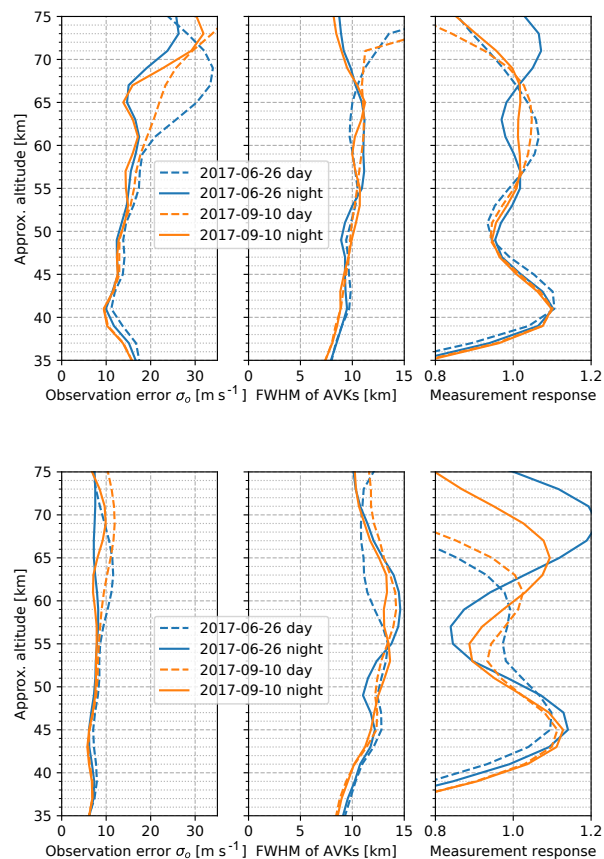 75
70
65
60
55
50
45
40
35
Approx. altitude [km]
0 10 20 30
Observation error σₒ [m s⁻¹]
0 5 10 15
FWHM of AVKs [km]
0.8 1.0 1.2
Measurement response
2017-06-26 day
2017-06-26 night
2017-09-10 day
2017-09-10 night
75
70
65
60
55
50
45
40
35
Approx. altitude [km]
0 10 20 30
Observation error σₒ [m s⁻¹]
0 5 10 15
FWHM of AVKs [km]
0.8 1.0 1.2
Measurement response
2017-06-26 day
2017-06-26 night
2017-09-10 day
2017-09-10 night